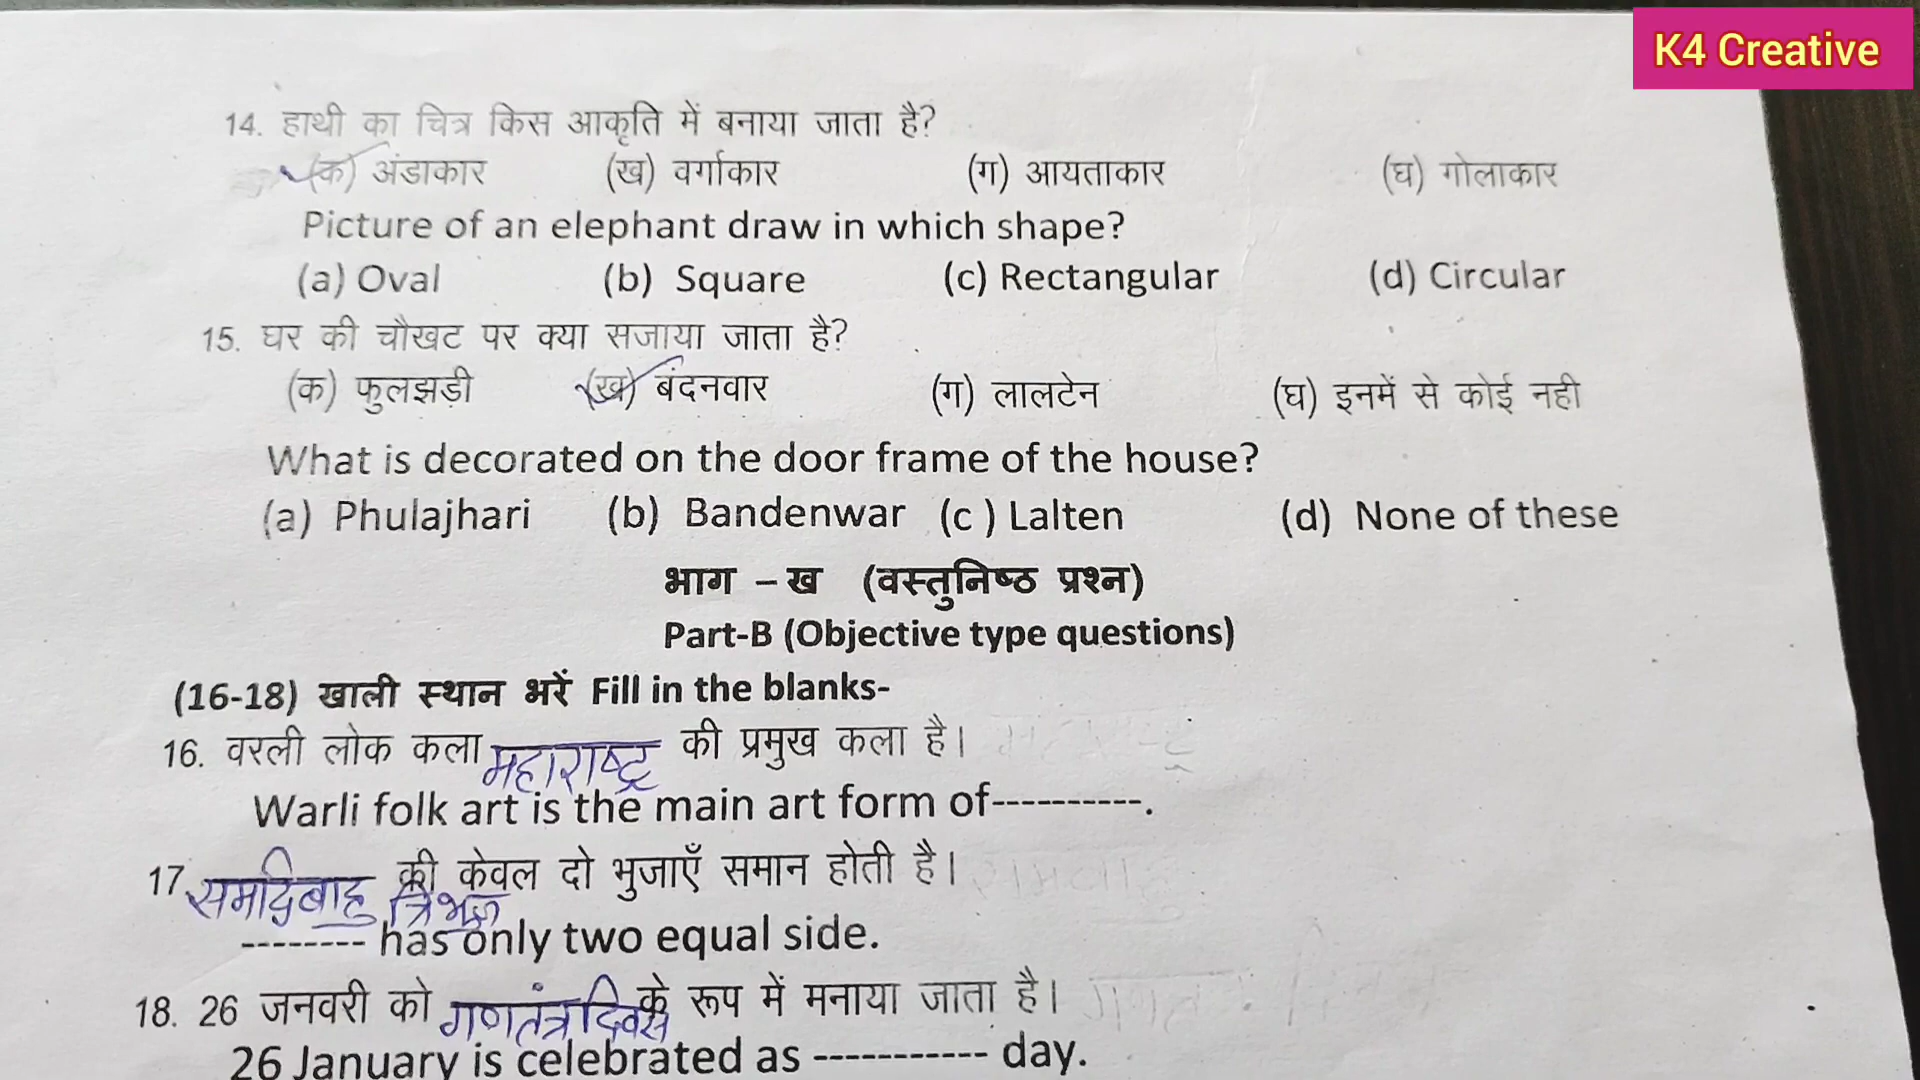 K4 Creative
14. हाथी का चित्र किस आकृति में बनाया जाता है?
(क) अंडाकार (ख) वर्गाकार (ग) आयताकार (घ) गोलाकार
Picture of an elephant draw in which shape?
(a) Oval (b) Square (c) Rectangular (d) Circular
15. घर की चौखट पर क्या सजाया जाता है?
(क) फुलझड़ी (ख) बंदनवार (ग) लालटेन (घ) इनमें से कोई नही
What is decorated on the door frame of the house?
(a) Phulajhari (b) Bandenwar (c ) Lalten (d) None of these
भाग – ख (वस्तुनिष्ठ प्रश्न)
Part-B (Objective type questions)
(16-18) खाली स्थान भरें Fill in the blanks-
16. वरली लोक कला महाराष्ट्र की प्रमुख कला है।
Warli folk art is the main art form of----------.
17. समद्विबाहु त्रिभुज की केवल दो भुजाएँ समान होती है।
-------- has only two equal side.
18. 26 जनवरी को गणतंत्र दिवस के रूप में मनाया जाता है।
26 January is celebrated as ----------- day.